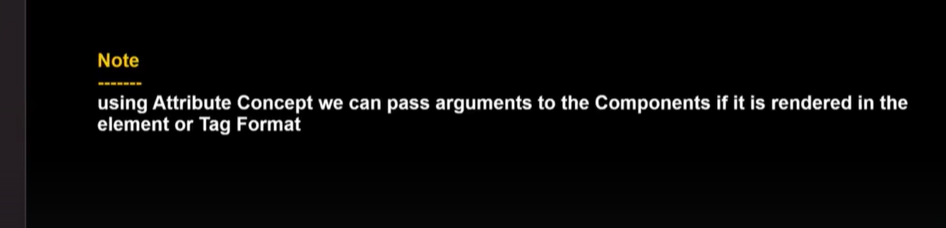 Note
-------
using Attribute Concept we can pass arguments to the Components if it is rendered in the
element or Tag Format